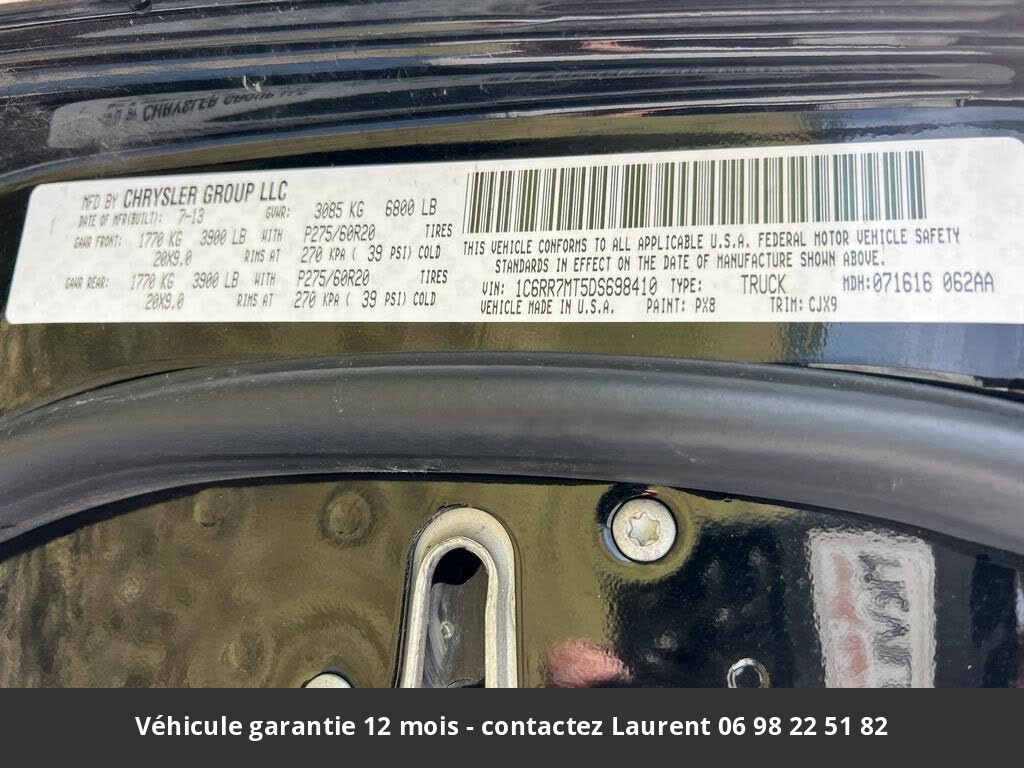 MFD BY CHRYSLER GROUP LLC
DATE OF MFR(BUILT): 7-13 GVWR: 3085 KG 6800 LB
GAWR FRONT: 1770 KG 3900 LB WITH P275/60R20 TIRES
20X9.0 RIMS AT 270 KPA ( 39 PSI) COLD
GAWR REAR: 1770 KG 3900 LB WITH P275/60R20 TIRES
20X9.0 RIMS AT 270 KPA ( 39 PSI) COLD
THIS VEHICLE CONFORMS TO ALL APPLICABLE U.S.A. FEDERAL MOTOR VEHICLE SAFETY
STANDARDS IN EFFECT ON THE DATE OF MANUFACTURE SHOWN ABOVE.
VIN: 1C6RR7MT5DS698410 TYPE: TRUCK MDH: 071616 062AA
VEHICLE MADE IN U.S.A. PAINT: PX8 TRIM: CJX9
Véhicule garantie 12 mois - contactez Laurent 06 98 22 51 82